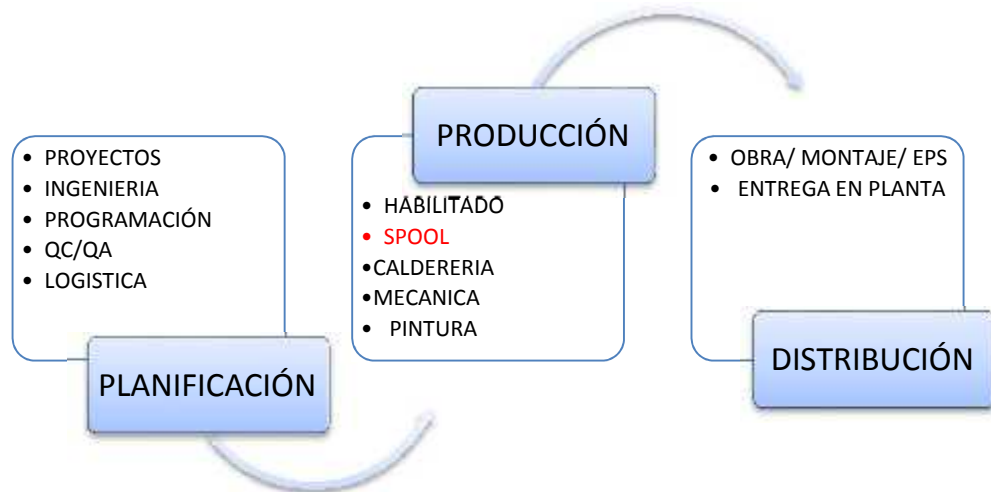 • PROYECTOS
• INGENIERIA
• PROGRAMACIÓN
• QC/QA
• LOGISTICA
PLANIFICACIÓN
PRODUCCIÓN
• HABILITADO
• SPOOL
•CALDERERIA
•MECANICA
• PINTURA
• OBRA/ MONTAJE/ EPS
• ENTREGA EN PLANTA
DISTRIBUCIÓN